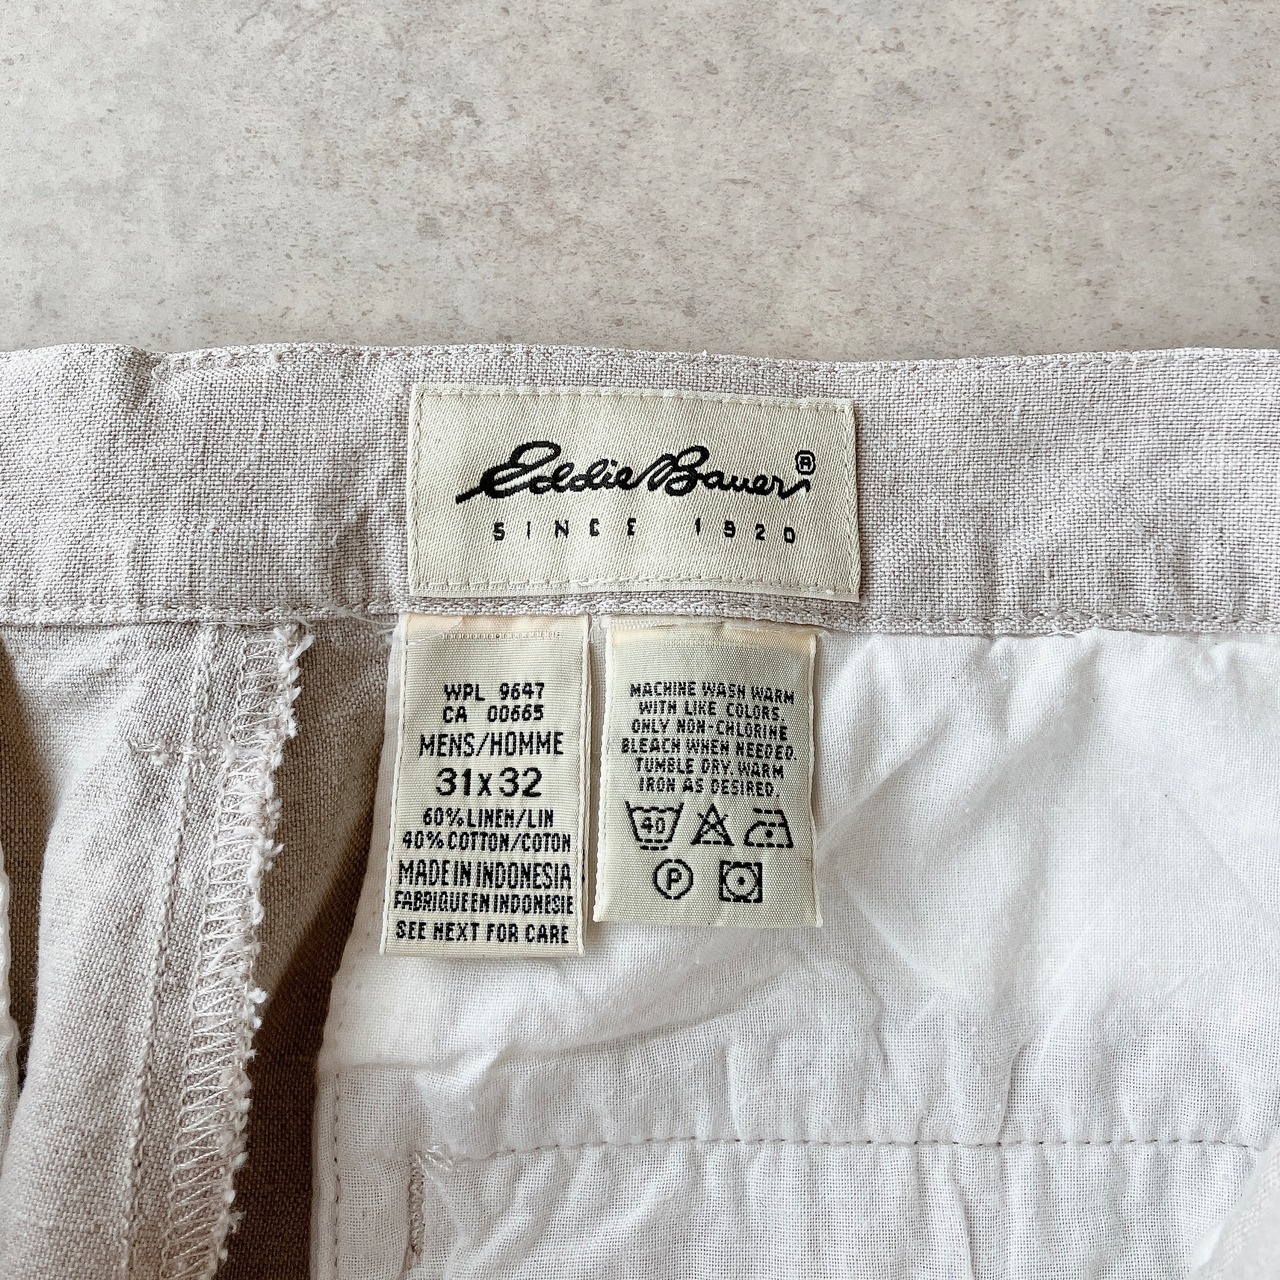 Eddie Bauer®
SINCE 1920
WPL 9647
CA 00665
MENS/HOMME
31x32
60%LINEN/LIN
40%COTTON/COTON
MADE IN INDONESIA
FABRIQUE EN INDONESIE
SEE NEXT FOR CARE
MACHINE WASH WARM
WITH LIKE COLORS.
ONLY NON-CHLORINE
BLEACH WHEN NEEDED.
TUMBLE DRY. WARM
IRON AS DESIRED.
40
P